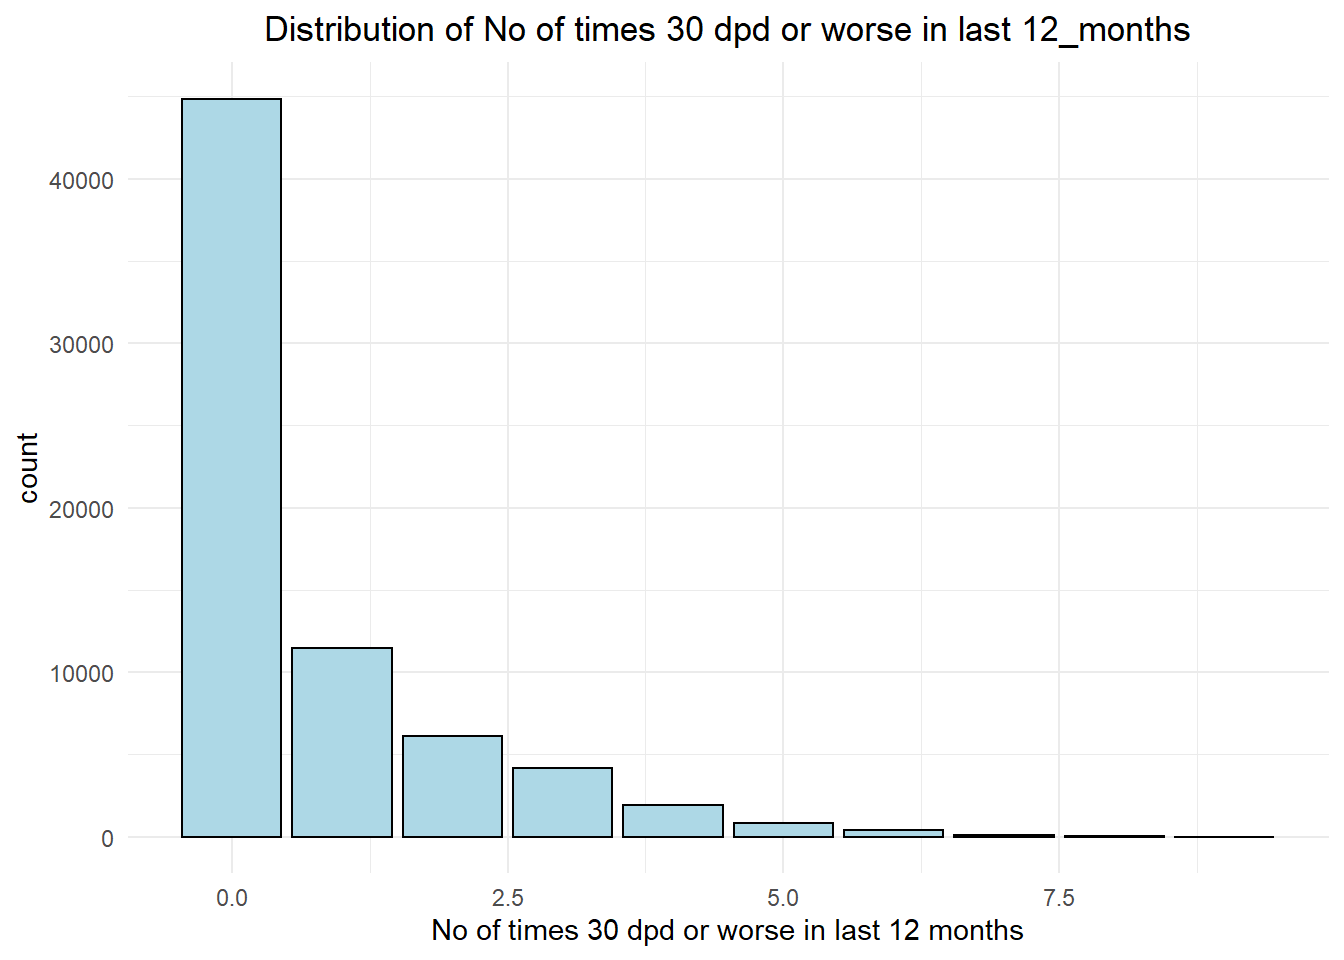 Distribution of No of times 30 dpd or worse in last 12_months
count
40000
30000
20000
10000
0
0.0 2.5 5.0 7.5
No of times 30 dpd or worse in last 12 months